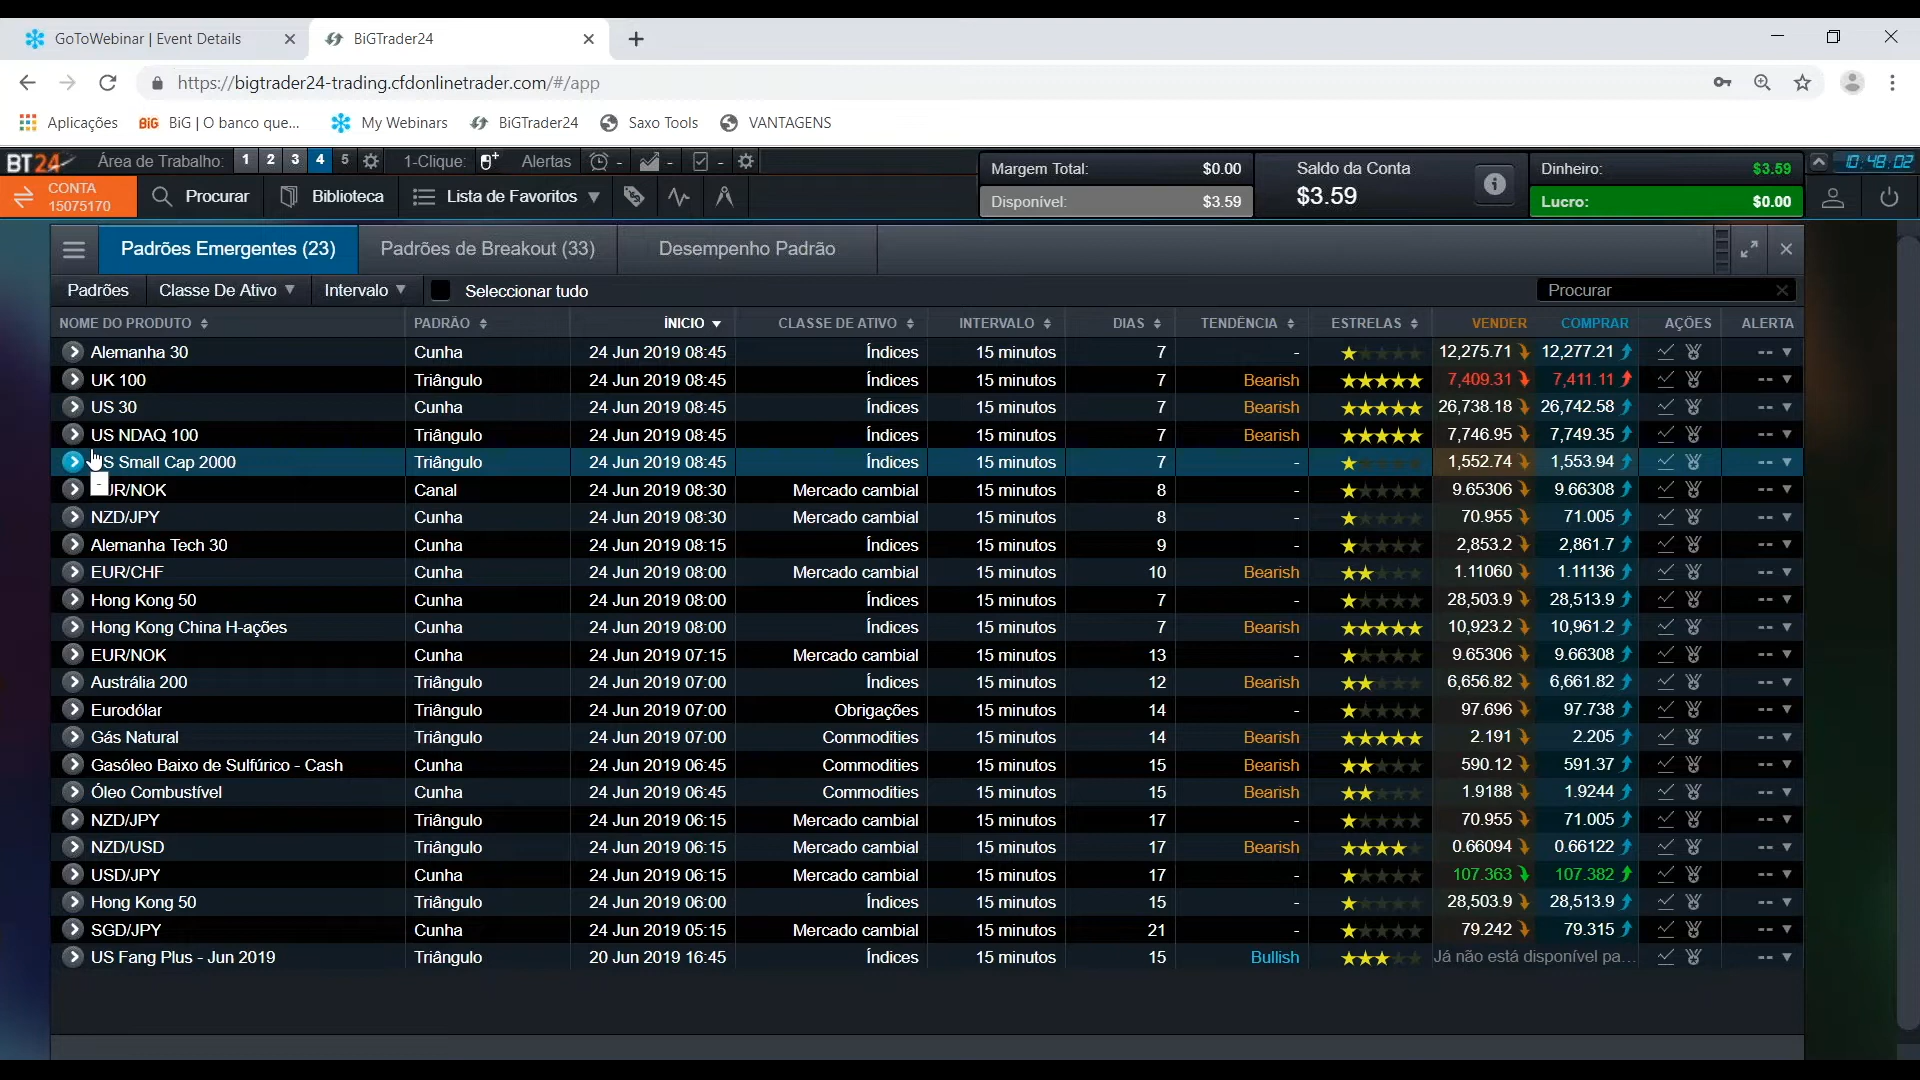 GoToWebinar | Event Details
BiGTrader24
https://bigtrader24-trading.cfdonlinetrader.com/#/app
Aplicações BiG BiG | O banco que... My Webinars BiGTrader24 Saxo Tools VANTAGENS
BT24 Área de Trabalho: 1 2 3 4 5 1-Clique: Alertas - - -
Margem Total: $0.00 Saldo da Conta Dinheiro: $3.59 10:48:02
CONTA 15075170 Procurar Biblioteca Lista de Favoritos
Disponível: $3.59 $3.59 Lucro: $0.00
Padrões Emergentes (23) Padrões de Breakout (33) Desempenho Padrão
Padrões Classe De Ativo Intervalo Seleccionar tudo Procurar
NOME DO PRODUTO PADRÃO ÍNICIO CLASSE DE ATIVO INTERVALO DIAS TENDÊNCIA ESTRELAS VENDER COMPRAR AÇÕES ALERTA
Alemanha 30 Cunha 24 Jun 2019 08:45 Índices 15 minutos 7 - 12,275.71 12,277.21 --
UK 100 Triângulo 24 Jun 2019 08:45 Índices 15 minutos 7 Bearish 7,409.31 7,411.11 --
US 30 Cunha 24 Jun 2019 08:45 Índices 15 minutos 7 Bearish 26,738.18 26,742.58 --
US NDAQ 100 Triângulo 24 Jun 2019 08:45 Índices 15 minutos 7 Bearish 7,746.95 7,749.35 --
S Small Cap 2000 Triângulo 24 Jun 2019 08:45 Índices 15 minutos 7 - 1,552.74 1,553.94 --
UR/NOK Canal 24 Jun 2019 08:30 Mercado cambial 15 minutos 8 - 9.65306 9.66308 --
NZD/JPY Cunha 24 Jun 2019 08:30 Mercado cambial 15 minutos 8 - 70.955 71.005 --
Alemanha Tech 30 Cunha 24 Jun 2019 08:15 Índices 15 minutos 9 - 2,853.2 2,861.7 --
EUR/CHF Cunha 24 Jun 2019 08:00 Mercado cambial 15 minutos 10 Bearish 1.11060 1.11136 --
Hong Kong 50 Cunha 24 Jun 2019 08:00 Índices 15 minutos 7 - 28,503.9 28,513.9 --
Hong Kong China H-ações Cunha 24 Jun 2019 08:00 Índices 15 minutos 7 Bearish 10,923.2 10,961.2 --
EUR/NOK Cunha 24 Jun 2019 07:15 Mercado cambial 15 minutos 13 - 9.65306 9.66308 --
Austrália 200 Triângulo 24 Jun 2019 07:00 Índices 15 minutos 12 Bearish 6,656.82 6,661.82 --
Eurodólar Triângulo 24 Jun 2019 07:00 Obrigações 15 minutos 14 - 97.696 97.738 --
Gás Natural Triângulo 24 Jun 2019 07:00 Commodities 15 minutos 14 Bearish 2.191 2.205 --
Gasóleo Baixo de Sulfúrico - Cash Cunha 24 Jun 2019 06:45 Commodities 15 minutos 15 Bearish 590.12 591.37 --
Óleo Combustível Cunha 24 Jun 2019 06:45 Commodities 15 minutos 15 Bearish 1.9188 1.9244 --
NZD/JPY Triângulo 24 Jun 2019 06:15 Mercado cambial 15 minutos 17 - 70.955 71.005 --
NZD/USD Triângulo 24 Jun 2019 06:15 Mercado cambial 15 minutos 17 Bearish 0.66094 0.66122 --
USD/JPY Cunha 24 Jun 2019 06:15 Mercado cambial 15 minutos 17 - 107.363 107.382 --
Hong Kong 50 Triângulo 24 Jun 2019 06:00 Índices 15 minutos 15 - 28,503.9 28,513.9 --
SGD/JPY Cunha 24 Jun 2019 05:15 Mercado cambial 15 minutos 21 - 79.242 79.315 --
US Fang Plus - Jun 2019 Triângulo 20 Jun 2019 16:45 Índices 15 minutos 15 Bullish Já não está disponível pa... --